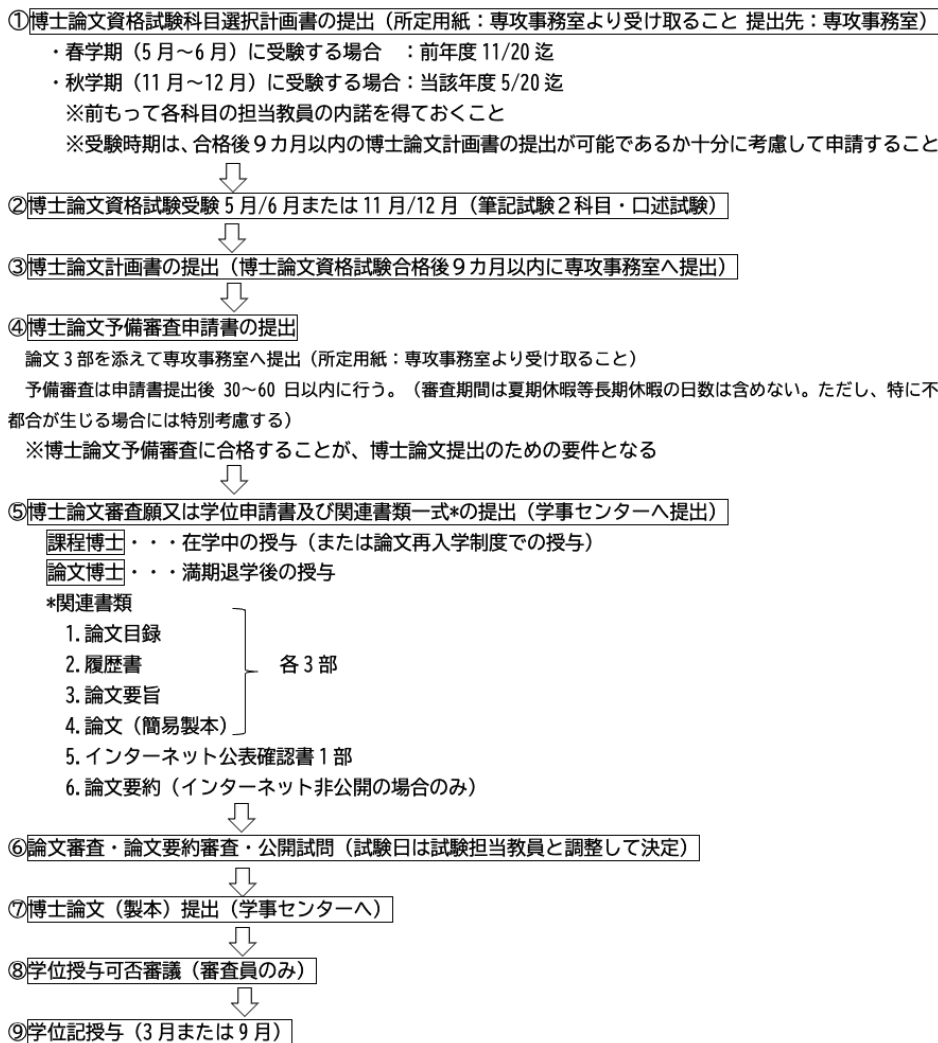 ①博士論文資格試験科目選択計画書の提出（所定用紙：専攻事務室より受け取ること 提出先：専攻事務室）
・春学期（5月～6月）に受験する場合　：前年度 11/20 迄
・秋学期（11月～12月）に受験する場合：当該年度 5/20 迄
※前もって各科目の担当教員の内諾を得ておくこと
※受験時期は、合格後９カ月以内の博士論文計画書の提出が可能であるか十分に考慮して申請すること
②博士論文資格試験受験 5月/6月または 11月/12月（筆記試験２科目・口述試験）
③博士論文計画書の提出（博士論文資格試験合格後９カ月以内に専攻事務室へ提出）
④博士論文予備審査申請書の提出
論文３部を添えて専攻事務室へ提出（所定用紙：専攻事務室より受け取ること）
予備審査は申請書提出後 30～60 日以内に行う。（審査期間は夏期休暇等長期休暇の日数は含めない。ただし、特に不
都合が生じる場合には特別考慮する）
※博士論文予備審査に合格することが、博士論文提出のための要件となる
⑤博士論文審査願又は学位申請書及び関連書類一式*の提出（学事センターへ提出）
課程博士・・・在学中の授与（または論文再入学制度での授与）
論文博士・・・満期退学後の授与
*関連書類
1.論文目録
2.履歴書　各３部
3.論文要旨
4.論文（簡易製本）
5.インターネット公表確認書１部
6.論文要約（インターネット非公開の場合のみ）
⑥論文審査・論文要約審査・公開試問（試験日は試験担当教員と調整して決定）
⑦博士論文（製本）提出（学事センターへ）
⑧学位授与可否審議（審査員のみ）
⑨学位記授与（3月または9月）